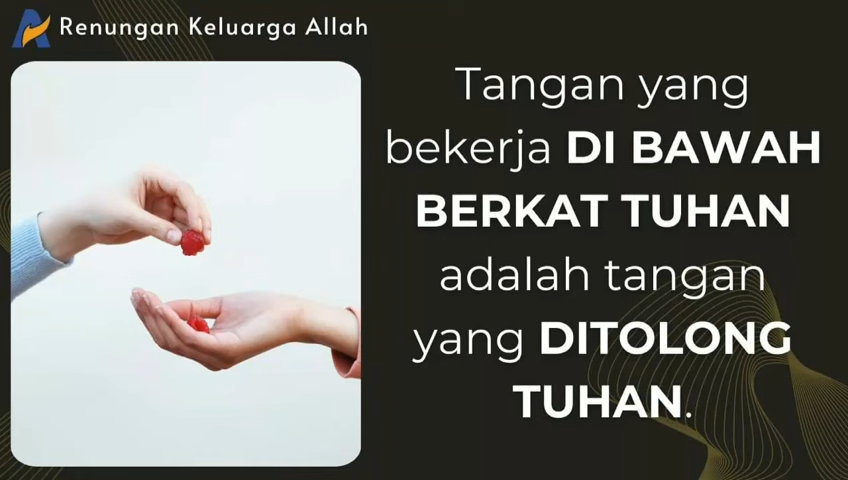 Renungan Keluarga Allah
Tangan yang
bekerja DI BAWAH
BERKAT TUHAN
adalah tangan
yang DITOLONG
TUHAN.